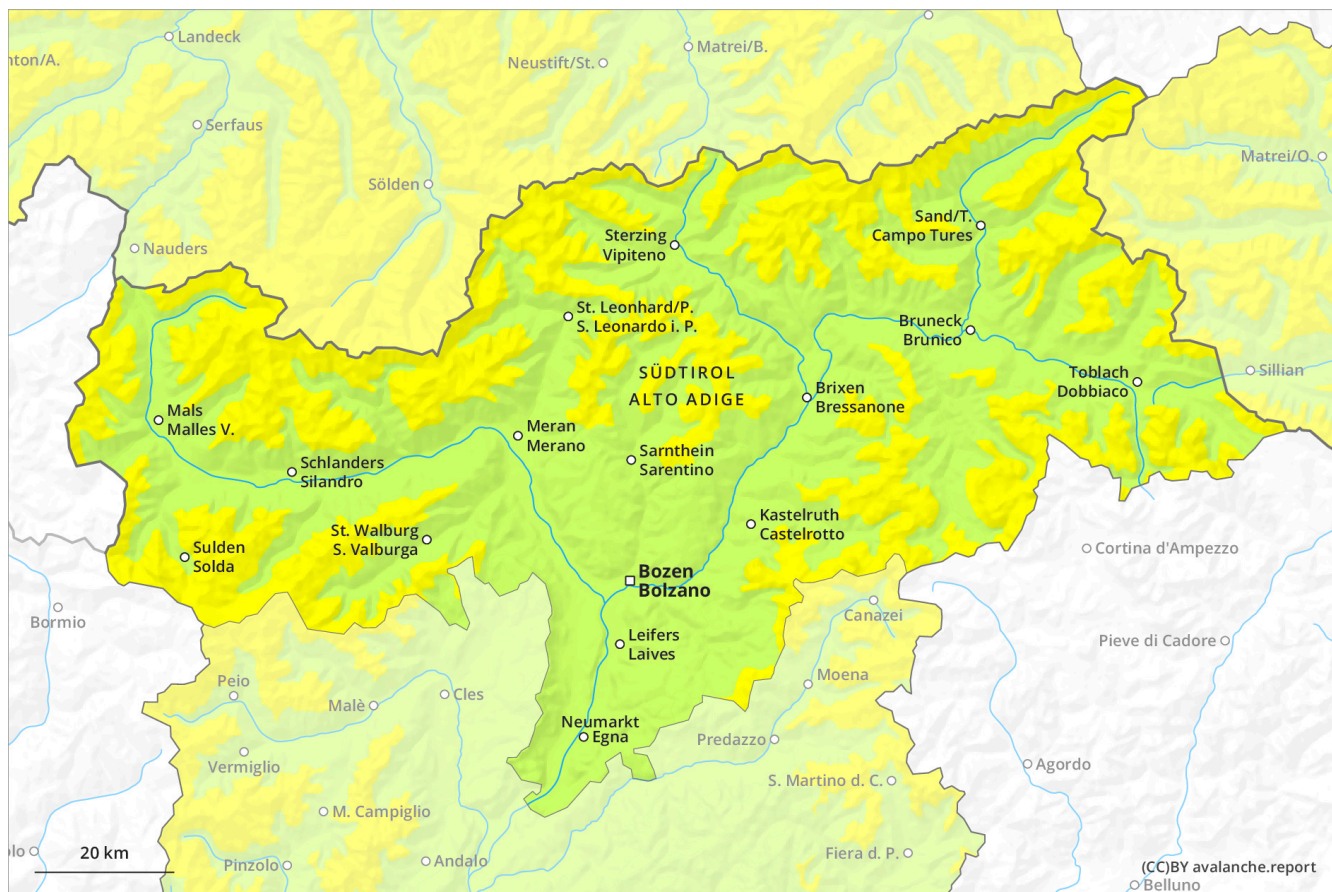 Landeck
nton/A.
Matrei/B.
Neustift/St.
Serfaus
Matrei/O.
Sölden
Sand/T.
Campo Tures
Sterzing
Vipiteno
Nauders
St. Leonhard/P.
S. Leonardo i. P.
Bruneck
Brunico
SÜDTIROL
ALTO ADIGE
Toblach
Dobbiaco
Sillian
Brixen
Bressanone
Mals
Malles V.
Meran
Merano
Sarnthein
Sarentino
Schlanders
Silandro
Kastelruth
Castelrotto
St. Walburg
S. Valburga
Sulden
Solda
Cortina d'Ampezzo
Bozen
Bolzano
Bormio
Canazei
Leifers
Laives
Pieve di Cadore
Peio
Moena
Cles
Malè
Neumarkt
Egna
Predazzo
Vermiglio
Agordo
S. Martino d. C.
M. Campiglio
olo
20 km
Pinzolo
Andalo
Fiera d. P.
(CC)BY avalanche.report
Belluno